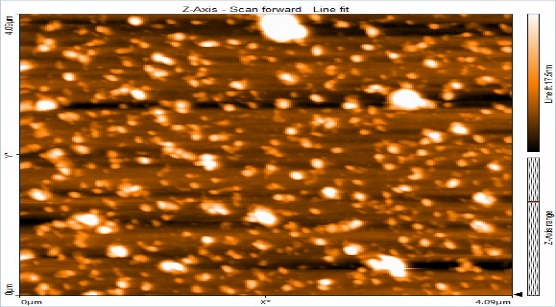 Z-Axis - Scan forward Line fit
4.09µm
Line fit 17.5nm
Y*
Z-Axis range
0µm
0µm X* 4.09µm